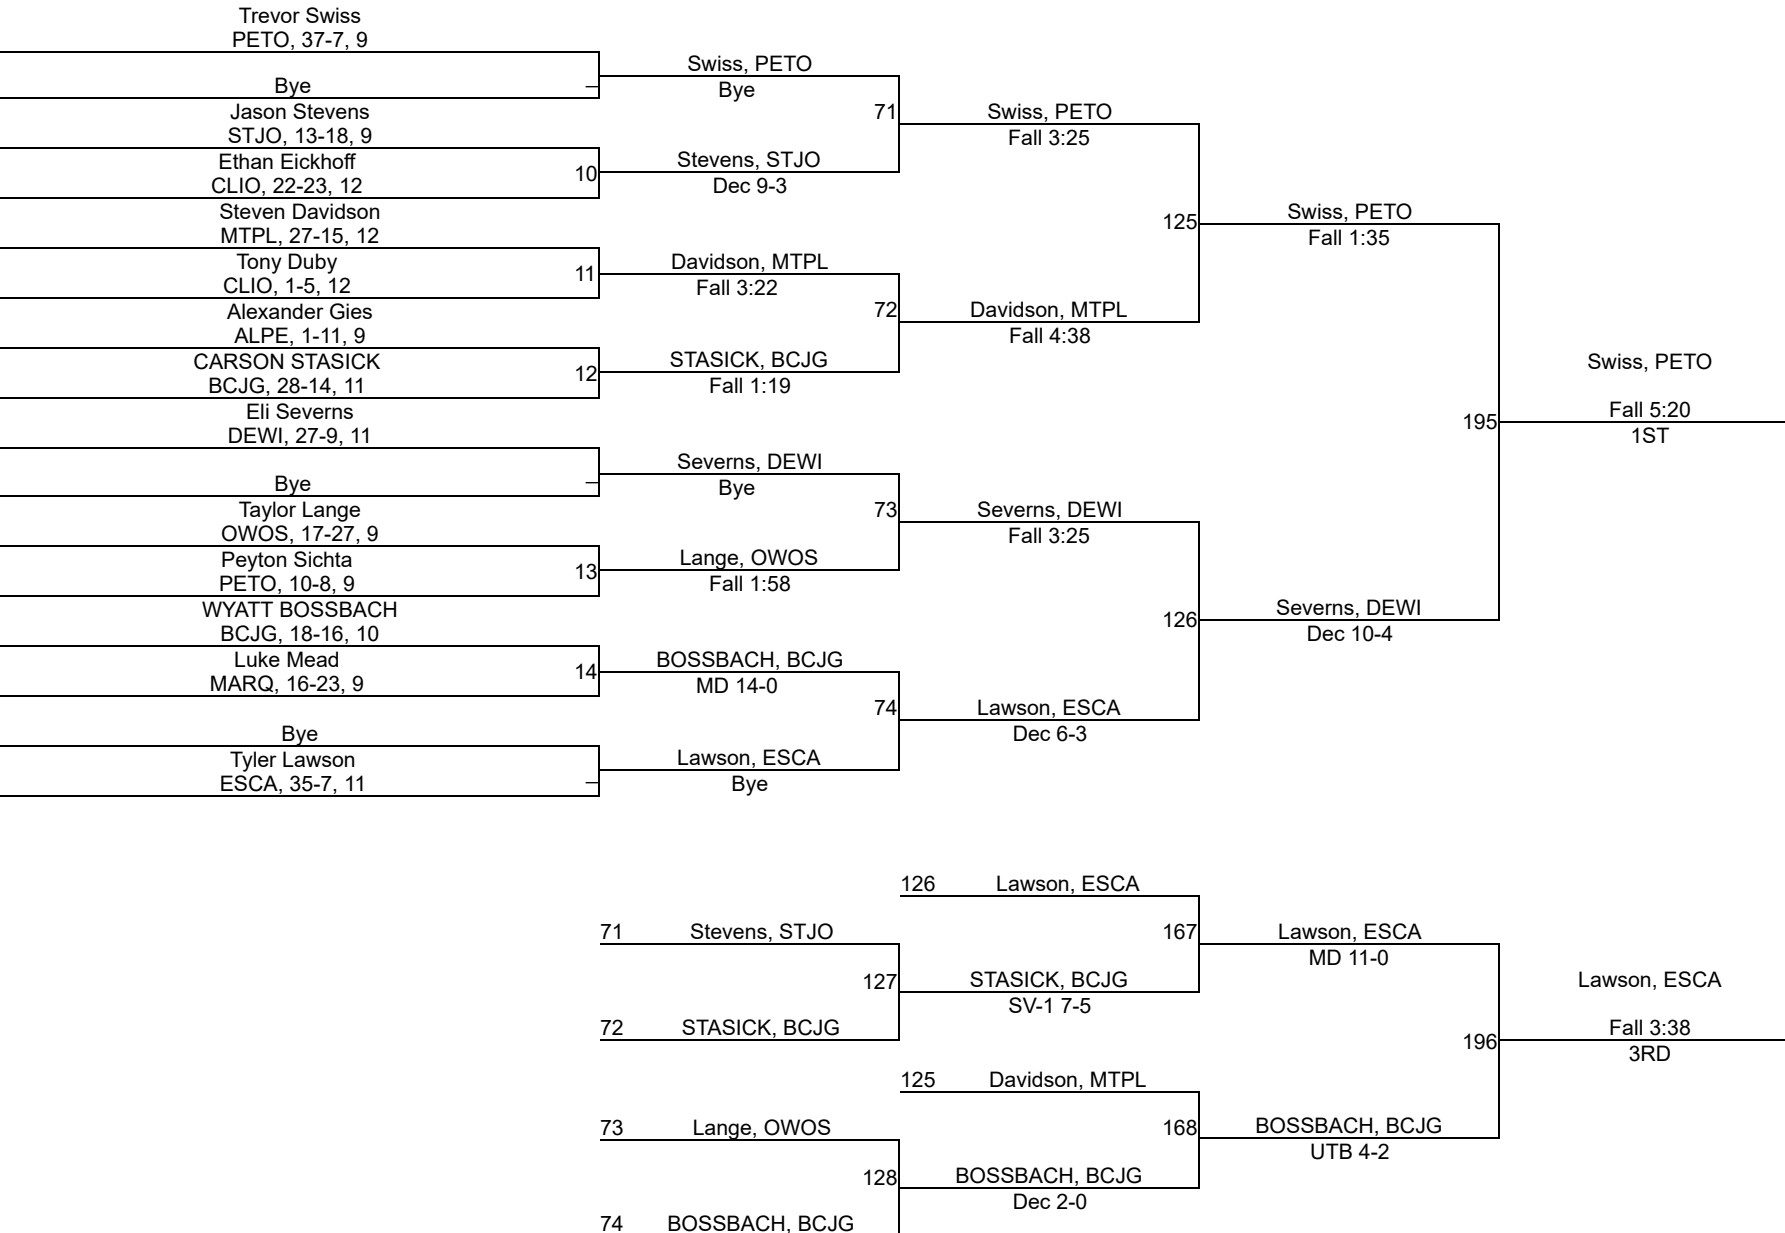 Trevor Swiss
PETO, 37-7, 9
Bye
Jason Stevens
STJO, 13-18, 9
Ethan Eickhoff
CLIO, 22-23, 12
Steven Davidson
MTPL, 27-15, 12
Tony Duby
CLIO, 1-5, 12
Alexander Gies
ALPE, 1-11, 9
CARSON STASICK
BCJG, 28-14, 11
Eli Severns
DEWI, 27-9, 11
Bye
Taylor Lange
OWOS, 17-27, 9
Peyton Sichta
PETO, 10-8, 9
WYATT BOSSBACH
BCJG, 18-16, 10
Luke Mead
MARQ, 16-23, 9
Bye
Tyler Lawson
ESCA, 35-7, 11
–
10
11
12
–
13
14
–
Swiss, PETO
Bye
Stevens, STJO
Dec 9-3
Davidson, MTPL
Fall 3:22
STASICK, BCJG
Fall 1:19
Severns, DEWI
Bye
Lange, OWOS
Fall 1:58
BOSSBACH, BCJG
MD 14-0
Lawson, ESCA
Bye
71
72
73
74
Swiss, PETO
Fall 3:25
Davidson, MTPL
Fall 4:38
Severns, DEWI
Fall 3:25
Lawson, ESCA
Dec 6-3
125
126
Swiss, PETO
Fall 1:35
Severns, DEWI
Dec 10-4
195
Swiss, PETO
Fall 5:20
1ST
71 Stevens, STJO
72 STASICK, BCJG
73 Lange, OWOS
74 BOSSBACH, BCJG
127
128
126 Lawson, ESCA
STASICK, BCJG
SV-1 7-5
125 Davidson, MTPL
BOSSBACH, BCJG
Dec 2-0
167
168
Lawson, ESCA
MD 11-0
BOSSBACH, BCJG
UTB 4-2
196
Lawson, ESCA
Fall 3:38
3RD